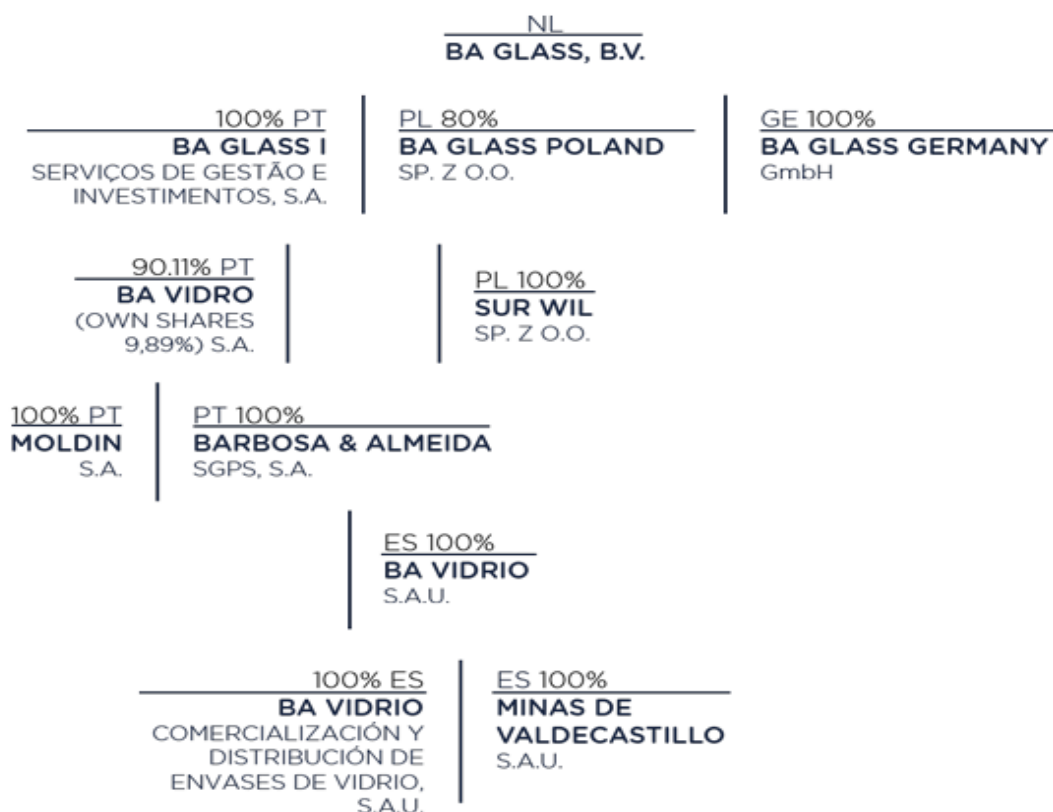 NL
BA GLASS, B.V.
100% PT
BA GLASS I
SERVIÇOS DE GESTÃO E
INVESTIMENTOS, S.A.
PL 80%
BA GLASS POLAND
SP. Z O.O.
GE 100%
BA GLASS GERMANY
GmbH
90.11% PT
BA VIDRO
(OWN SHARES
9,89%) S.A.
PL 100%
SUR WIL
SP. Z O.O.
100% PT
MOLDIN
S.A.
PT 100%
BARBOSA & ALMEIDA
SGPS, S.A.
ES 100%
BA VIDRIO
S.A.U.
100% ES
BA VIDRIO
COMERCIALIZACIÓN Y
DISTRIBUCIÓN DE
ENVASES DE VIDRIO,
S.A.U.
ES 100%
MINAS DE
VALDECASTILLO
S.A.U.